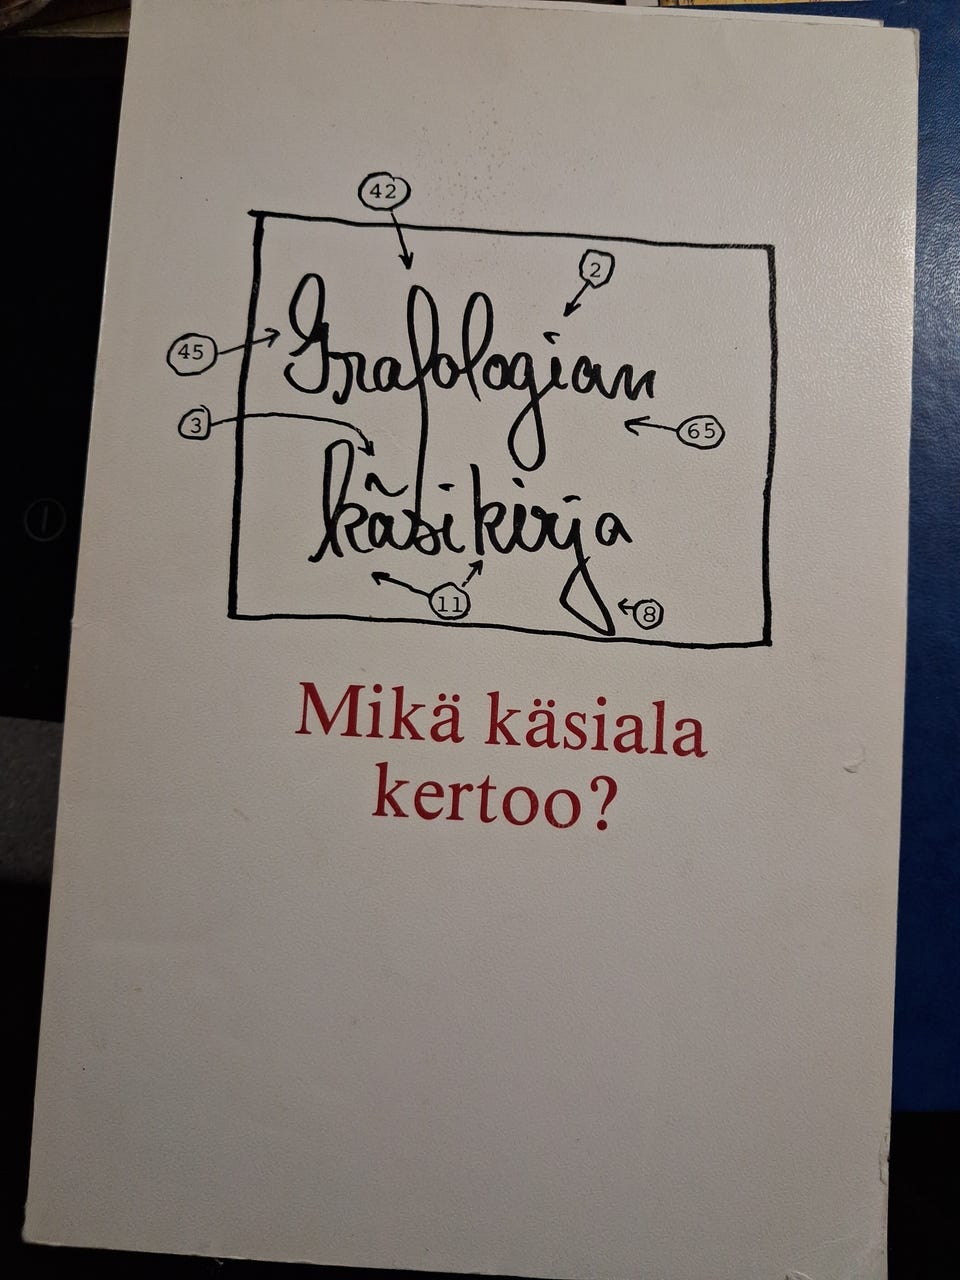 42
2
Grafologian
45
3
65
käsikirja
11
8
Mikä käsiala
kertoo?